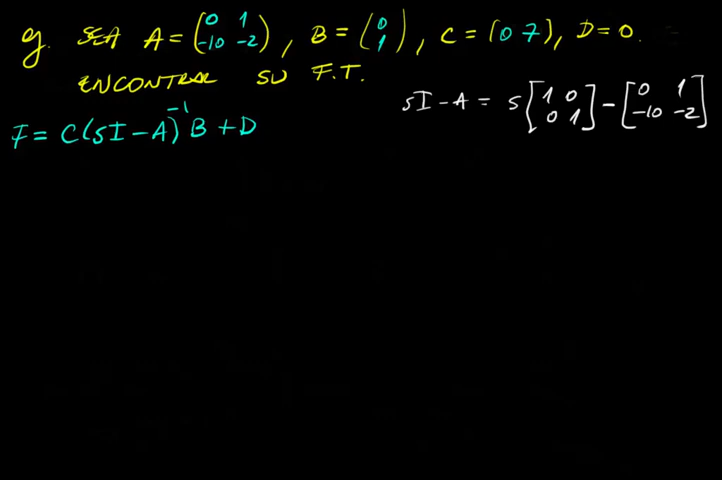 ej. SEA A = (0 1 -10 -2), B = (0 1), C = (0 7), D = 0.
ENCONTRAR SU F.T.
F = C(sI - A)⁻¹ B + D
sI - A = s [1 0 0 1] - [0 1 -10 -2]